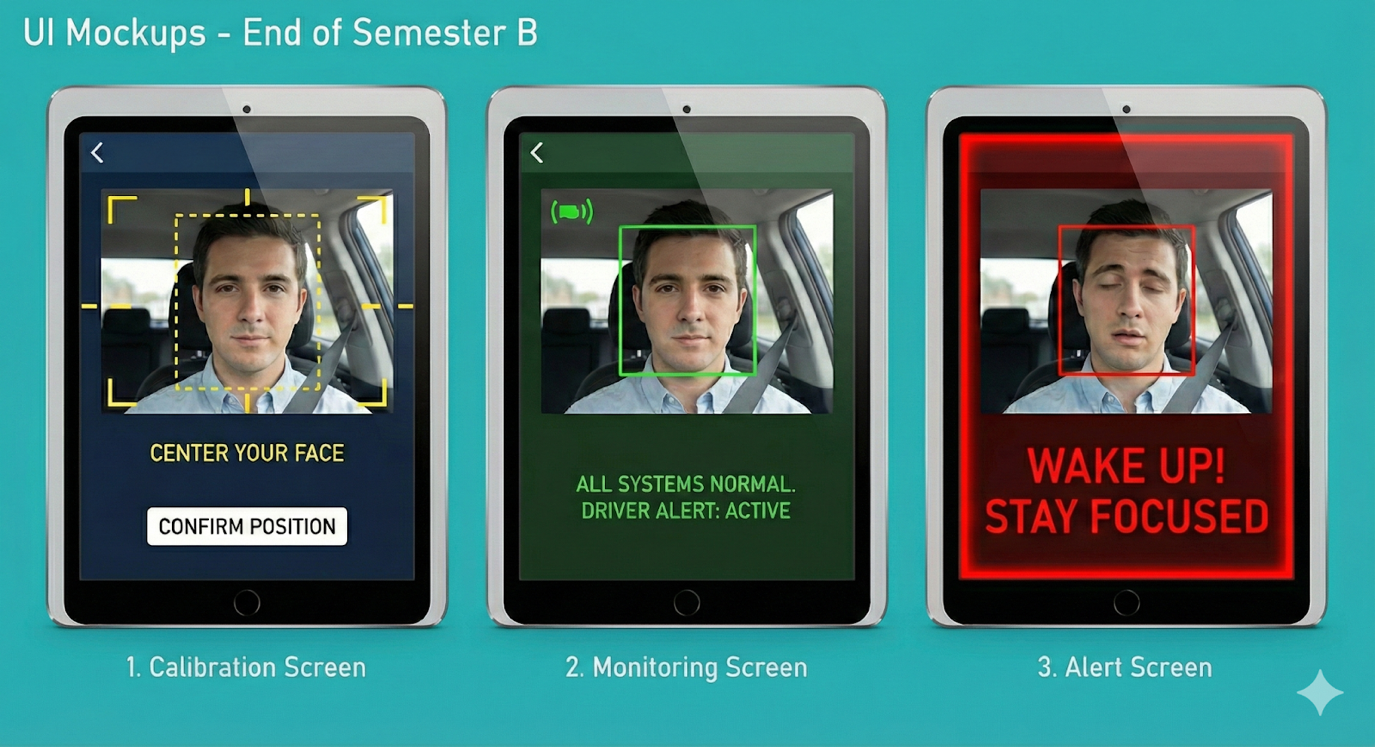 UI Mockups - End of Semester B
CENTER YOUR FACE
CONFIRM POSITION
1. Calibration Screen
ALL SYSTEMS NORMAL.
DRIVER ALERT: ACTIVE
2. Monitoring Screen
WAKE UP!
STAY FOCUSED
3. Alert Screen